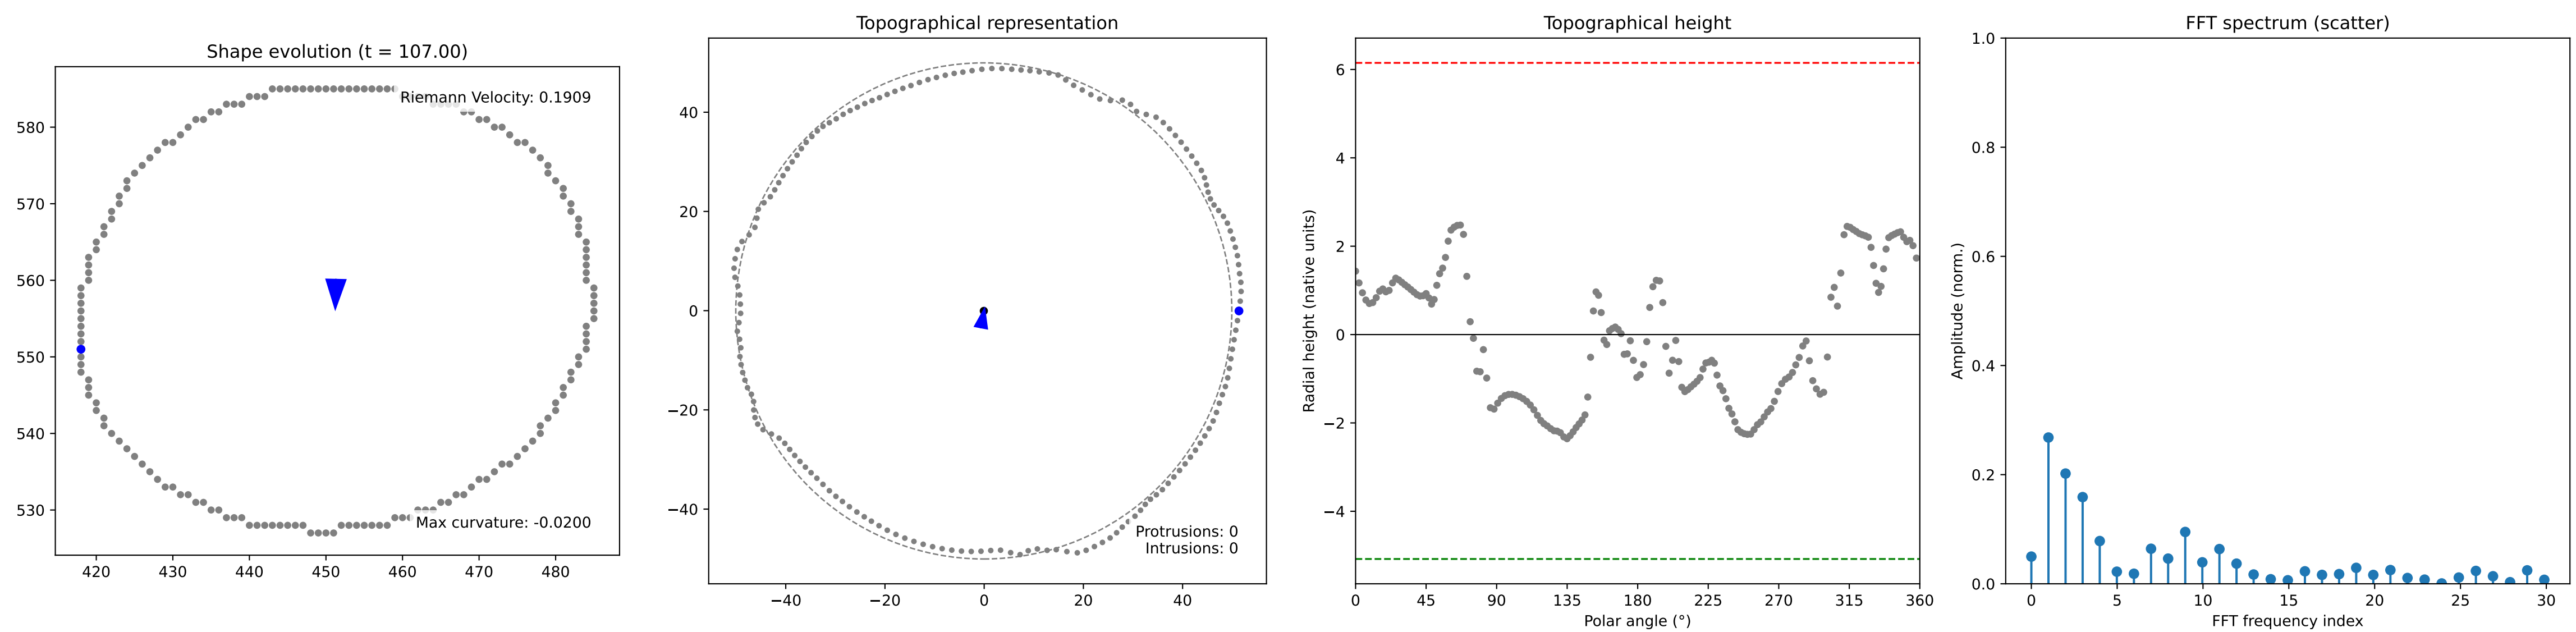 Shape evolution (t = 107.00)
Riemann Velocity: 0.1909
Max curvature: -0.0200
580
570
560
550
540
530
420 430 440 450 460 470 480
Topographical representation
40
20
0
−20
−40
−40 −20 0 20 40
Protrusions: 0
Intrusions: 0
Topographical height
Radial height (native units)
6
4
2
0
−2
−4
0 45 90 135 180 225 270 315 360
Polar angle (°)
FFT spectrum (scatter)
Amplitude (norm.)
1.0
0.8
0.6
0.4
0.2
0.0
0 5 10 15 20 25 30
FFT frequency index